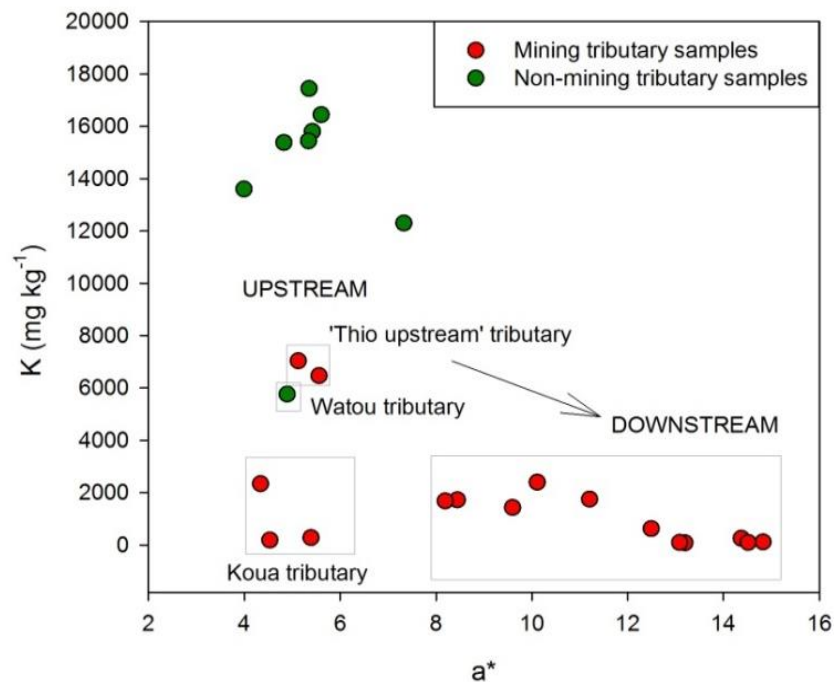 20000
18000
16000
14000
12000
10000
8000
6000
4000
2000
0
K (mg kg⁻¹)
Mining tributary samples
Non-mining tributary samples
UPSTREAM
'Thio upstream' tributary
Watou tributary
DOWNSTREAM
Koua tributary
2 4 6 8 10 12 14 16
a*